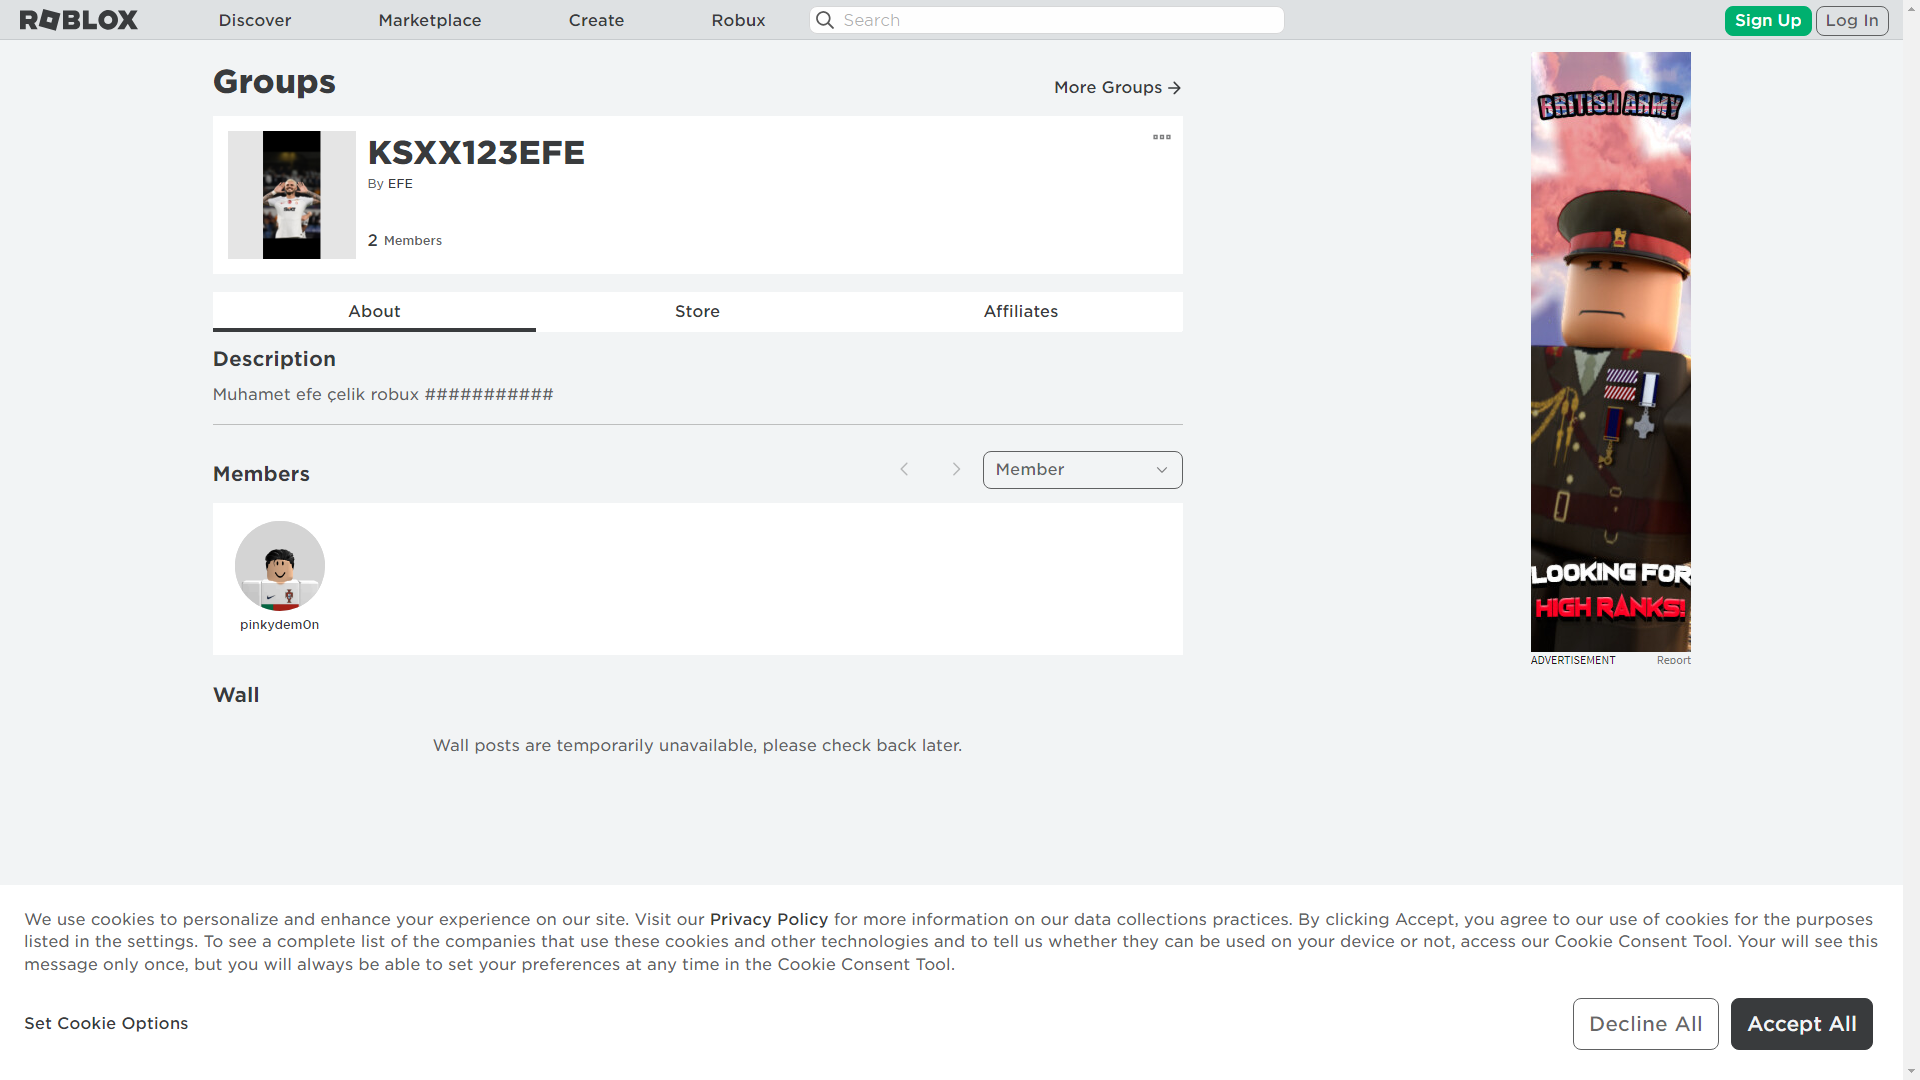 ROBLOX
Discover
Marketplace
Create
Robux
Search
Sign Up
Log In
Groups
More Groups
KSXX123EFE
By EFE
2 Members
About
Store
Affiliates
Description
Muhamet efe çelik robux ###########
Members
Member
pinkydem0n
Wall
Wall posts are temporarily unavailable, please check back later.
BRITISH ARMY
LOOKING FOR
HIGH RANKS!
ADVERTISEMENT
Report
We use cookies to personalize and enhance your experience on our site. Visit our Privacy Policy for more information on our data collections practices. By clicking Accept, you agree to our use of cookies for the purposes
listed in the settings. To see a complete list of the companies that use these cookies and other technologies and to tell us whether they can be used on your device or not, access our Cookie Consent Tool. Your will see this
message only once, but you will always be able to set your preferences at any time in the Cookie Consent Tool.
Set Cookie Options
Decline All
Accept All